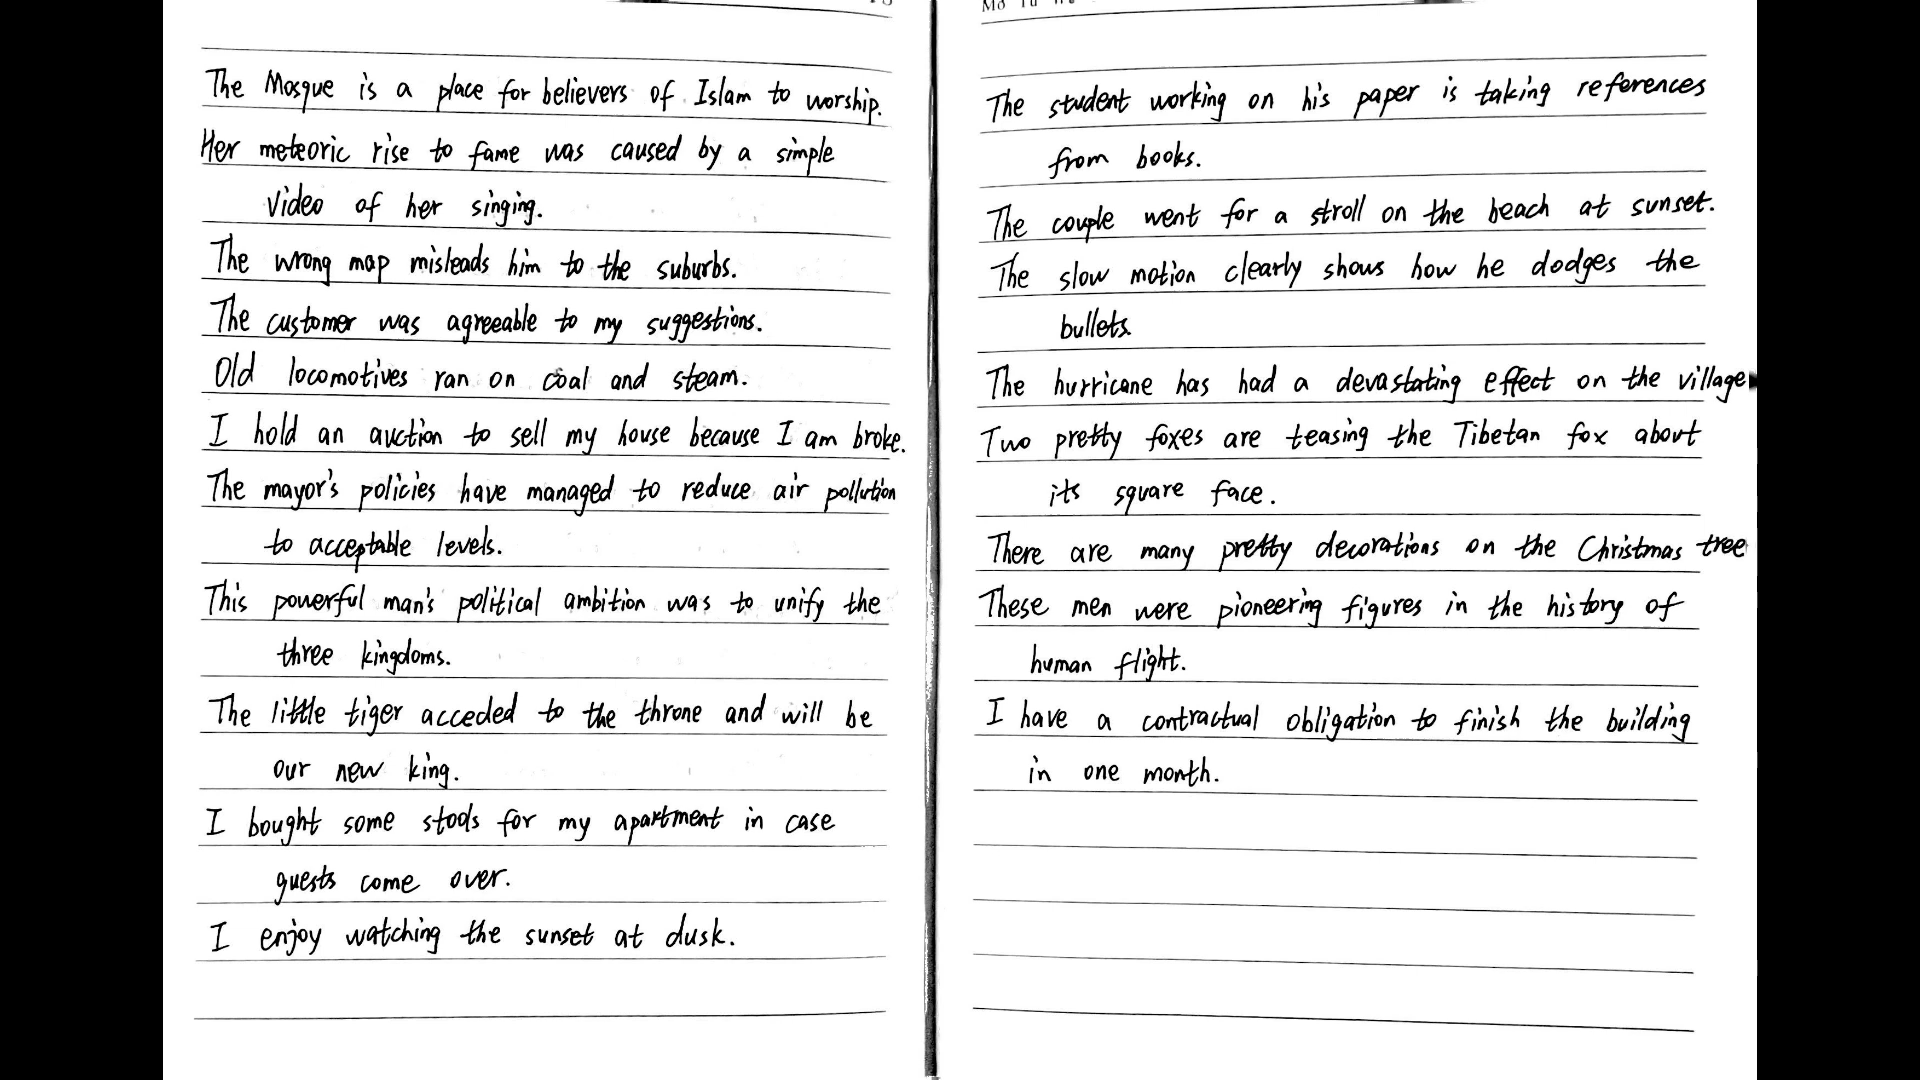 The Mosque is a place for believers of Islam to worship.
Her meteoric rise to fame was caused by a simple
video of her singing.
The wrong map misleads him to the suburbs.
The customer was agreeable to my suggestions.
Old locomotives ran on coal and steam.
I hold an auction to sell my house because I am broke.
The mayor's policies have managed to reduce air pollution
to acceptable levels.
This powerful man's political ambition was to unify the
three kingdoms.
The little tiger acceded to the throne and will be
our new king.
I bought some stools for my apartment in case
guests come over.
I enjoy watching the sunset at dusk.
The student working on his paper is taking references
from books.
The couple went for a stroll on the beach at sunset.
The slow motion clearly shows how he dodges the
bullets.
The hurricane has had a devastating effect on the village
Two pretty foxes are teasing the Tibetan fox about
its square face.
There are many pretty decorations on the Christmas tree
These men were pioneering figures in the history of
human flight.
I have a contractual obligation to finish the building
in one month.